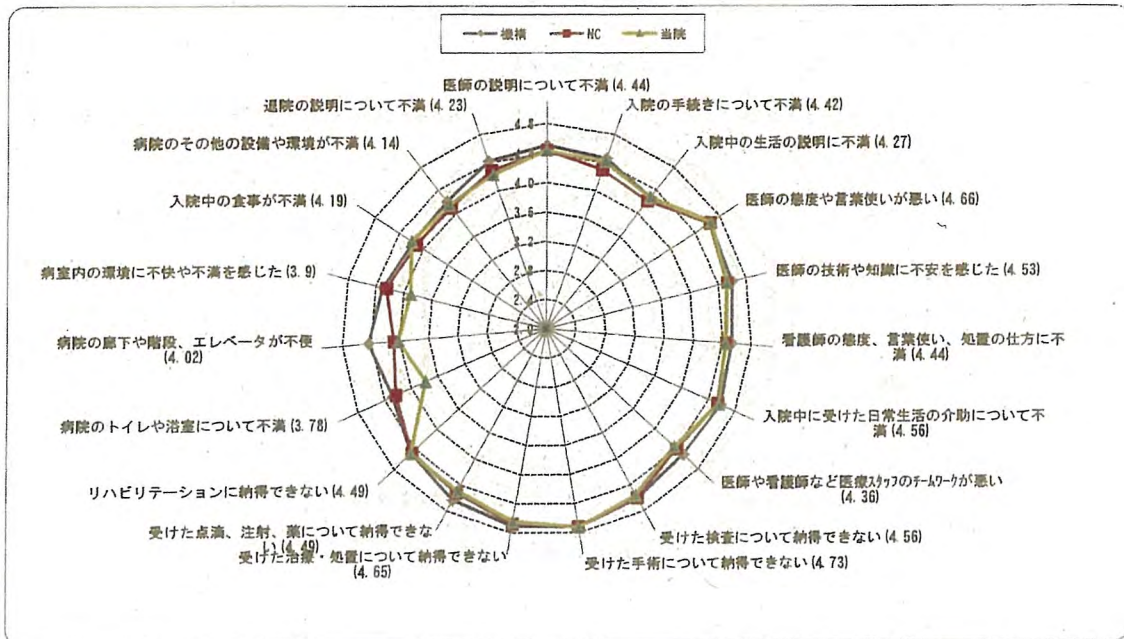 機構 NC 当院
医師の説明について不満 (4.44)
入院の手続きについて不満 (4.42)
入院中の生活の説明に不満 (4.27)
医師の態度や言葉使いが悪い (4.66)
医師の技術や知識に不安を感じた (4.53)
看護師の態度、言葉使い、処置の仕方に不
満 (4.44)
入院中に受けた日常生活の介助について不
満 (4.56)
医師や看護師など医療スタッフのチームワークが悪い
(4.36)
受けた検査について納得できない (4.56)
受けた手術について納得できない (4.73)
受けた治療・処置について納得できない
(4.65)
受けた点滴、注射、薬について納得できな
い (4.49)
リハビリテーションに納得できない (4.49)
病院のトイレや浴室について不満 (3.78)
病院の廊下や階段、エレベータが不便
(4.02)
病室内の環境に不快や不満を感じた (3.9)
入院中の食事が不満 (4.19)
病院のその他の設備や環境が不満 (4.14)
退院の説明について不満 (4.23)
4.8
4.0
3.6
3.2
2.8
2.4
2.0